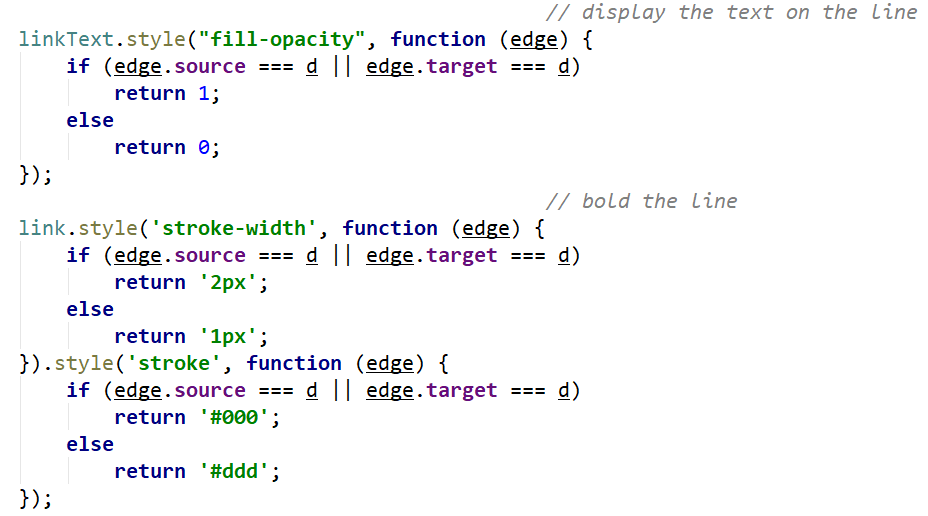 // display the text on the line
linkText.style("fill-opacity", function (edge) {
    if (edge.source === d || edge.target === d)
        return 1;
    else
        return 0;
});
// bold the line
link.style('stroke-width', function (edge) {
    if (edge.source === d || edge.target === d)
        return '2px';
    else
        return '1px';
}).style('stroke', function (edge) {
    if (edge.source === d || edge.target === d)
        return '#000';
    else
        return '#ddd';
});